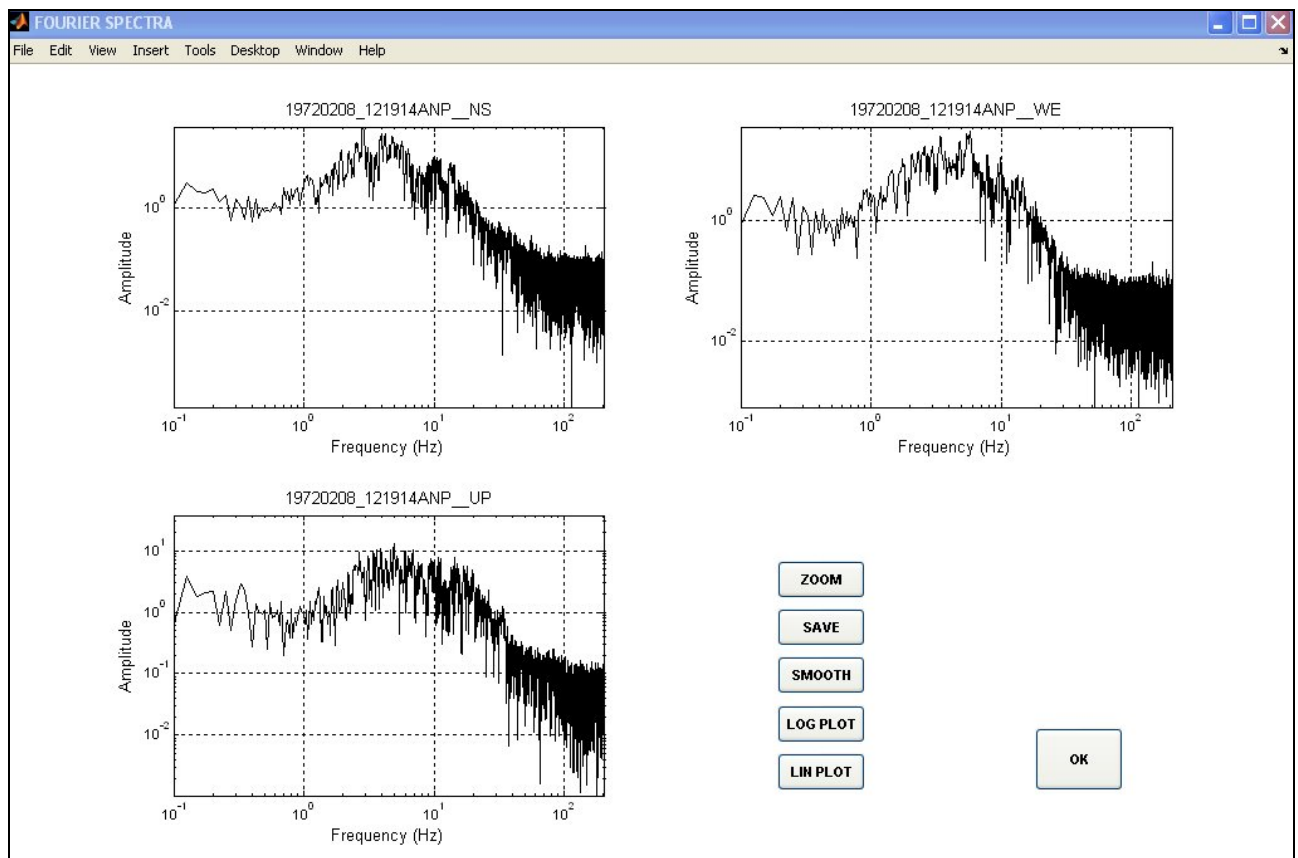 FOURIER SPECTRA
File Edit View Insert Tools Desktop Window Help
19720208_121914ANP__NS
10^0
10^-2
Amplitude
10^-1 10^0 10^1 10^2
Frequency (Hz)
19720208_121914ANP__WE
10^0
10^-2
Amplitude
10^-1 10^0 10^1 10^2
Frequency (Hz)
19720208_121914ANP__UP
10^1
10^0
10^-1
10^-2
Amplitude
10^-1 10^0 10^1 10^2
Frequency (Hz)
ZOOM
SAVE
SMOOTH
LOG PLOT
LIN PLOT
OK